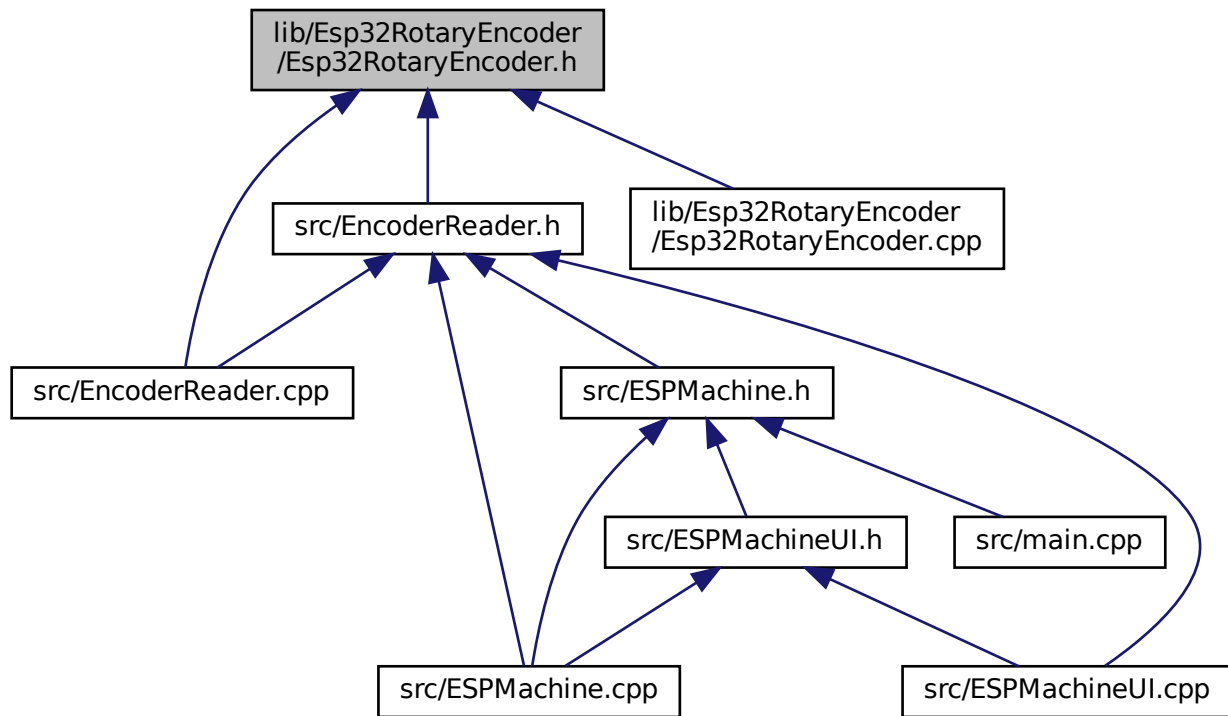 lib/Esp32RotaryEncoder
/Esp32RotaryEncoder.h
src/EncoderReader.h
lib/Esp32RotaryEncoder
/Esp32RotaryEncoder.cpp
src/EncoderReader.cpp
src/ESPMachine.h
src/ESPMachineUI.h
src/main.cpp
src/ESPMachine.cpp
src/ESPMachineUI.cpp